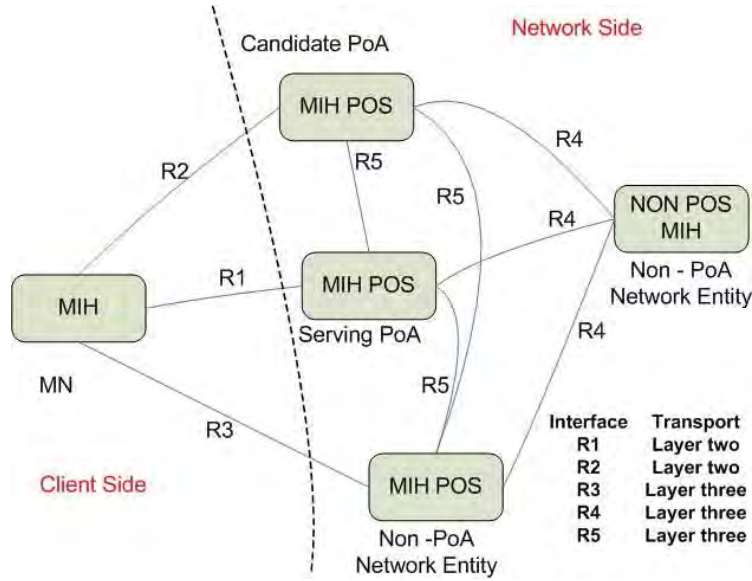 Candidate PoA
Network Side
MIH POS
R4
R2
R5
R5
NON POS
MIH
R4
R1
Non - PoA
Network Entity
MIH
MIH POS
Serving PoA
R4
MN
R5
R3
Interface Transport
R1 Layer two
R2 Layer two
R3 Layer three
R4 Layer three
R5 Layer three
Client Side
MIH POS
Non -PoA
Network Entity